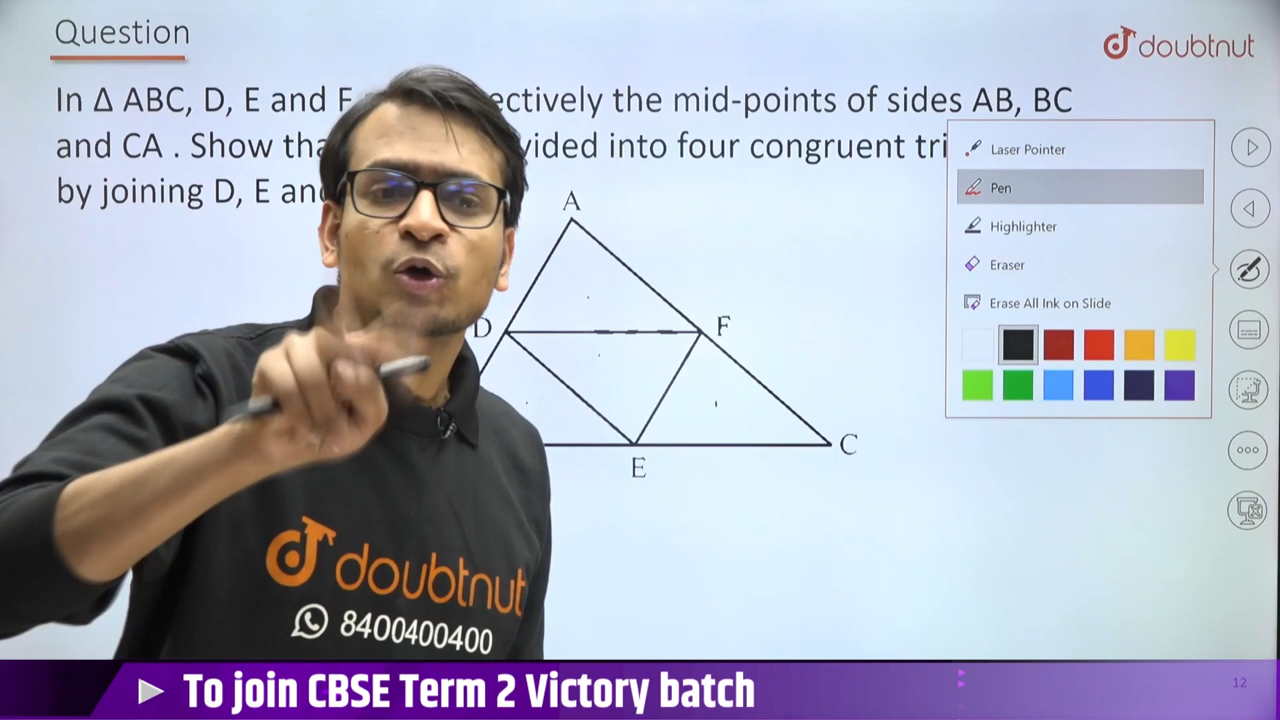 Question
doubtnut
In Δ ABC, D, E and F ectively the mid-points of sides AB, BC
and CA . Show tha vided into four congruent tri
by joining D, E and
A
D
F
E
C
Laser Pointer
Pen
Highlighter
Eraser
Erase All Ink on Slide
doubtnut
8400400400
To join CBSE Term 2 Victory batch
12